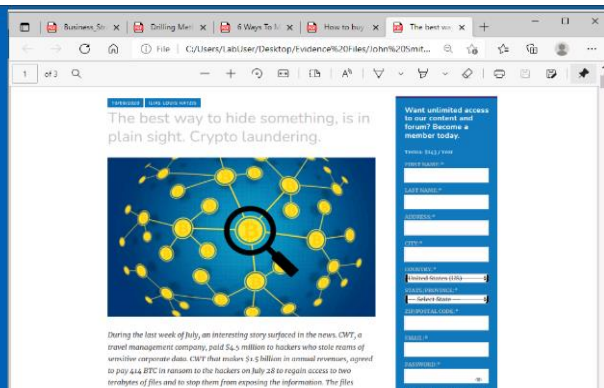 Business_St
Drilling Meth
6 Ways To M
How to buy
The best way
File C:/Users/LabUser/Desktop/Evidence%20Files/John%20Smit...
1 of 3
The best way to hide something, is in
plain sight. Crypto laundering.
Want unlimited access
to our content and
forum? Become a
member today.
FIRST NAME:*
LAST NAME:*
ADDRESS:*
CITY:*
COUNTRY:*
United States (US)
STATE/PROVINCE:*
— Select State —
ZIP/POSTAL CODE:*
EMAIL:*
PASSWORD:*
During the last week of July, an interesting story surfaced in the news. CWT, a
travel management company, paid $4.5 million to hackers who stole reams of
sensitive corporate data. CWT that makes $1.5 billion in annual revenues, agreed
to pay 414 BTC in ransom to the hackers on July 28 to regain access to two
terabytes of files and to stop them from exposing the information. The files